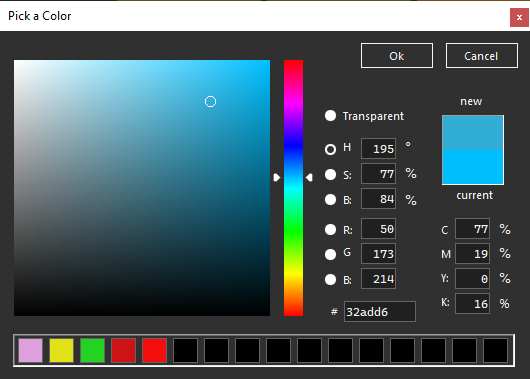 Pick a Color
x
Ok Cancel
new
Transparent
H 195 °
S: 77 %
B: 84 %
current
R: 50 C 77 %
G 173 M 19 %
B: 214 Y: 0 %
# 32add6 K: 16 %